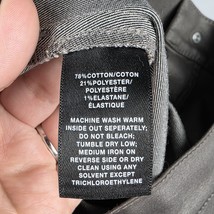 78%COTTON/COTON
21%POLYESTER/
POLYESTÈRE
1%ELASTANE/
ÉLASTIQUE
MACHINE WASH WARM
INSIDE OUT SEPERATELY;
DO NOT BLEACH;
TUMBLE DRY LOW;
MEDIUM IRON ON
REVERSE SIDE OR DRY
CLEAN USING ANY
SOLVENT EXCEPT
TRICHLOROETHYLENE